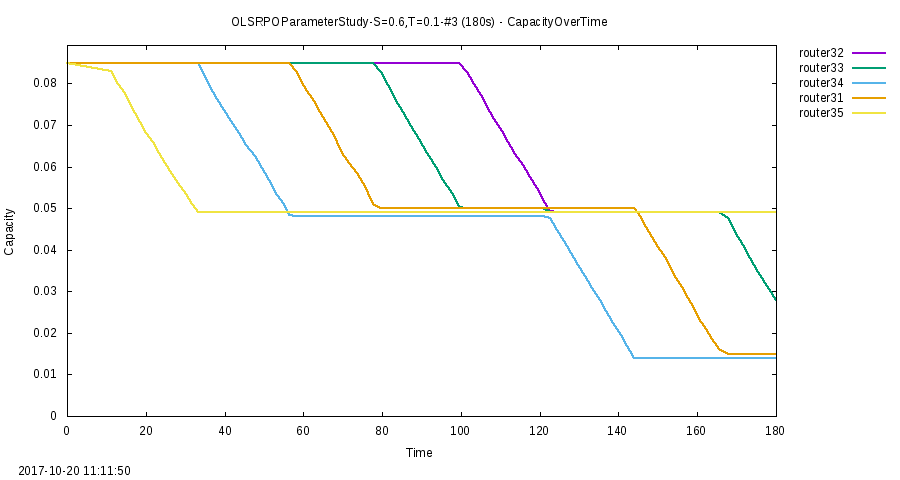 OLSRPOParameterStudy-S=0.6,T=0.1-#3 (180s) - CapacityOverTime
router32
router33
router34
router31
router35
0.08
0.07
0.06
0.05
0.04
0.03
0.02
0.01
0
Capacity
0 20 40 60 80 100 120 140 160 180
Time
2017-10-20 11:11:50